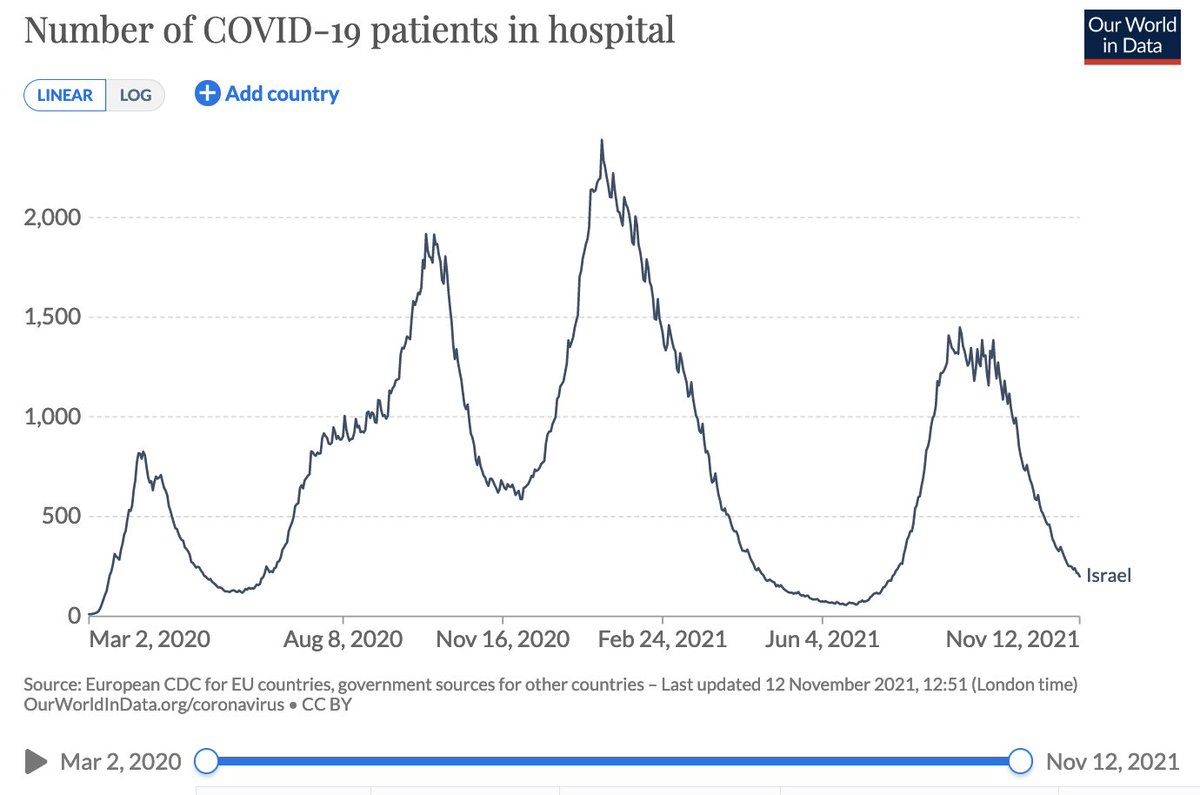 Number of COVID-19 patients in hospital
Our World
in Data
LINEAR
LOG
Add country
2,000
1,500
1,000
500
0
Israel
Mar 2, 2020
Aug 8, 2020
Nov 16, 2020
Feb 24, 2021
Jun 4, 2021
Nov 12, 2021
Source: European CDC for EU countries, government sources for other countries – Last updated 12 November 2021, 12:51 (London time)
OurWorldInData.org/coronavirus • CC BY
Mar 2, 2020
Nov 12, 2021